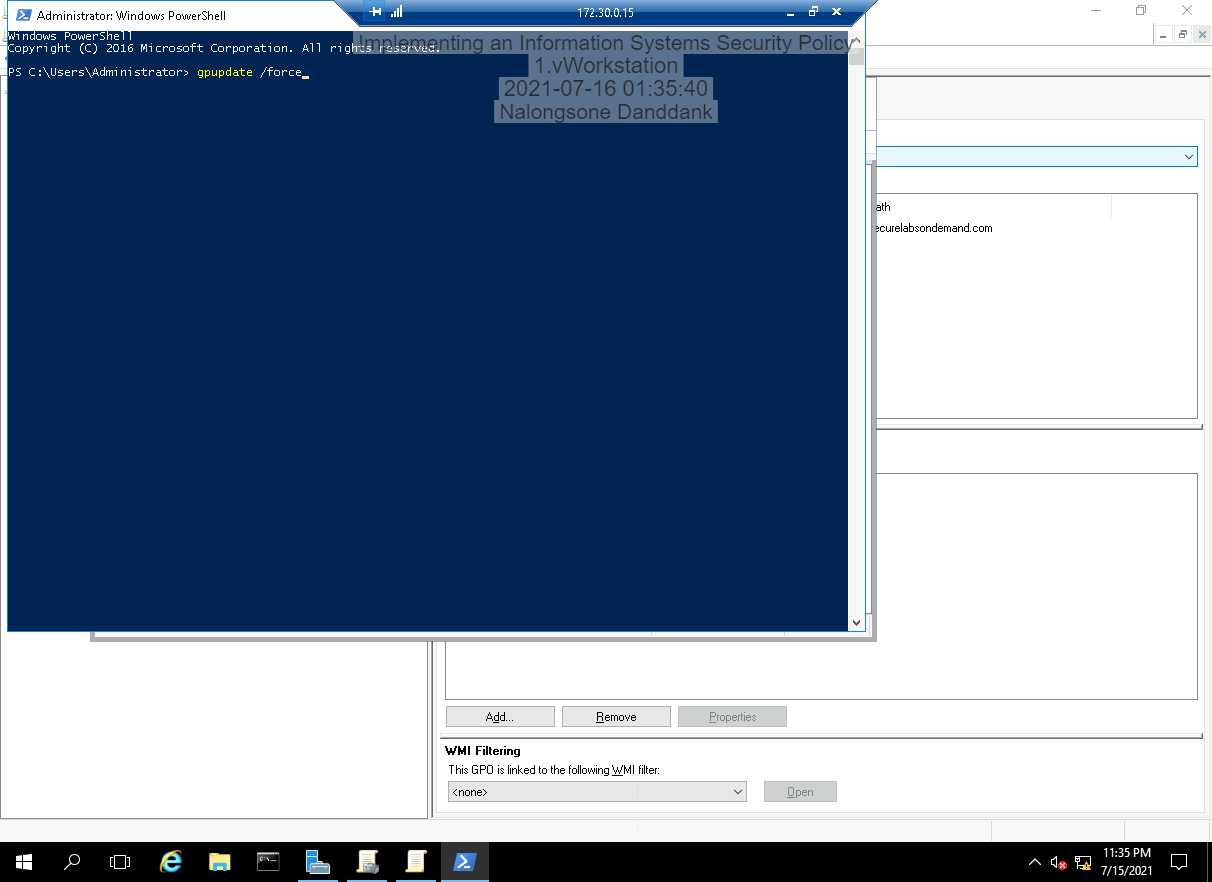 Administrator: Windows PowerShell
172.30.0.15
Windows PowerShell
Copyright (C) 2016 Microsoft Corporation. All rights reserved.
PS C:\Users\Administrator> gpupdate /force_
Implementing an Information Systems Security Policy
1.vWorkstation
2021-07-16 01:35:40
Nalongsone Danddank
ath
ecurelabsondemand.com
Add...
Remove
Properties
WMI Filtering
This GPO is linked to the following WMI filter:
<none>
Open
11:35 PM
7/15/2021